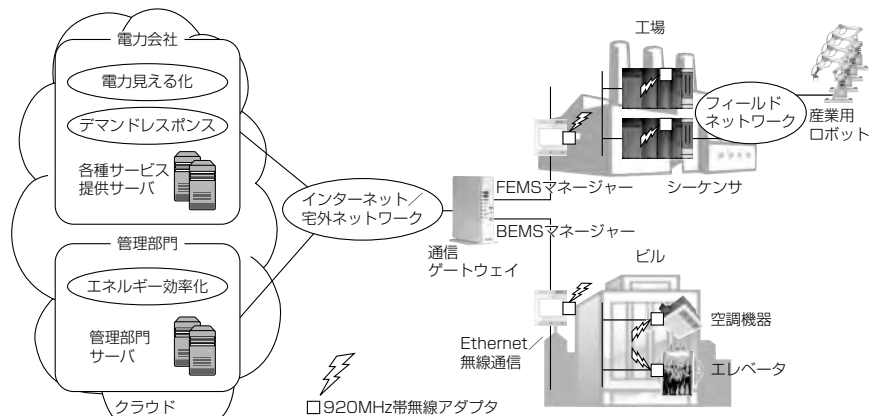 電力会社
電力見える化
デマンドレスポンス
各種サービス
提供サーバ
管理部門
エネルギー効率化
管理部門
サーバ
クラウド
インターネット／
宅外ネットワーク
通信
ゲートウェイ
FEMSマネージャー
BEMSマネージャー
工場
シーケンサ
フィールド
ネットワーク
産業用
ロボット
ビル
Ethernet／
無線通信
空調機器
エレベータ
□920MHz帯無線アダプタ